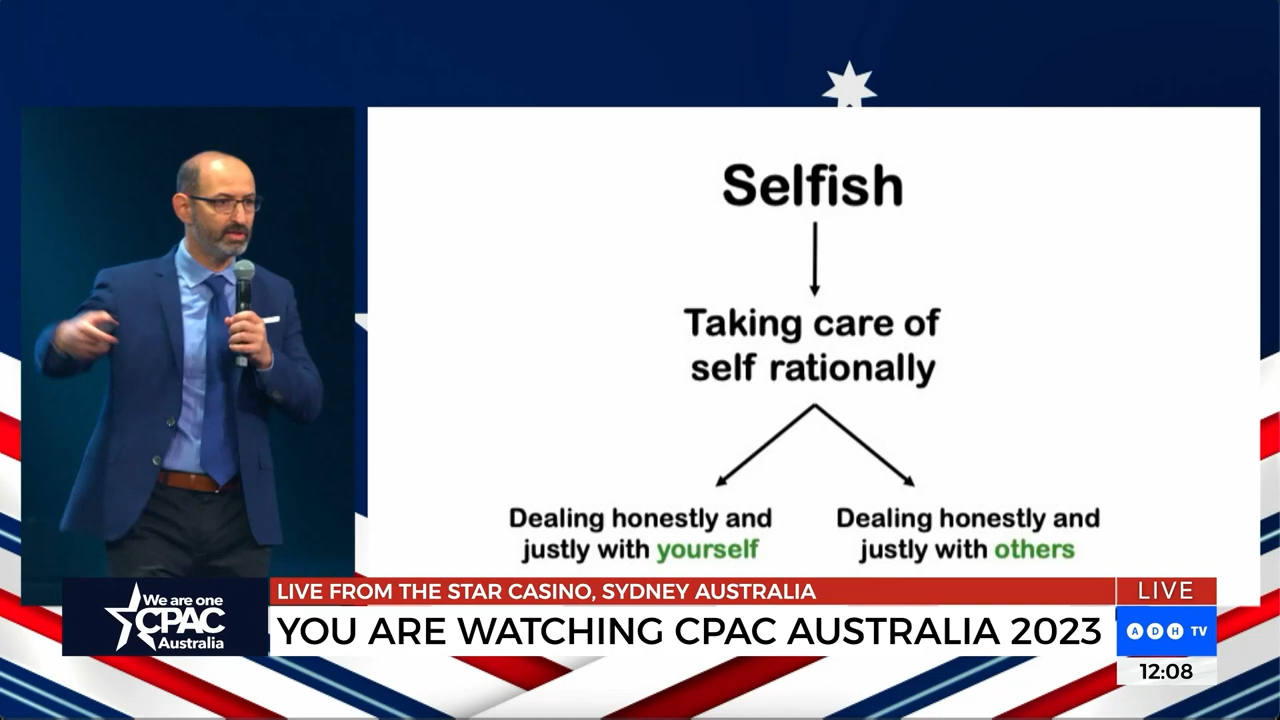 Selfish
Taking care of
self rationally
Dealing honestly and
justly with yourself
Dealing honestly and
justly with others
We are one
CPAC
Australia
LIVE FROM THE STAR CASINO, SYDNEY AUSTRALIA
LIVE
YOU ARE WATCHING CPAC AUSTRALIA 2023
ADH TV
12:08